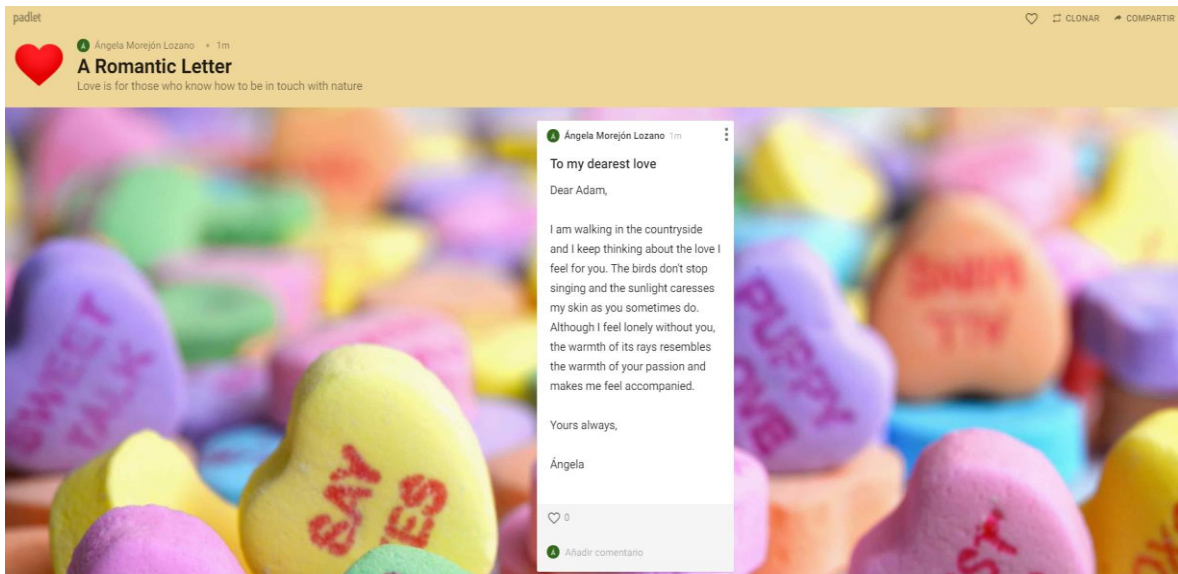 padlet
CLONAR
COMPARTIR
Ángela Morejón Lozano • 1m
A Romantic Letter
Love is for those who know how to be in touch with nature
Ángela Morejón Lozano 1m
To my dearest love
Dear Adam,
I am walking in the countryside
and I keep thinking about the love I
feel for you. The birds don't stop
singing and the sunlight caresses
my skin as you sometimes do.
Although I feel lonely without you,
the warmth of its rays resembles
the warmth of your passion and
makes me feel accompanied.
Yours always,
Ángela
0
Añadir comentario
SWEET
TALK
SAY
YES
PUPPY
LOVE